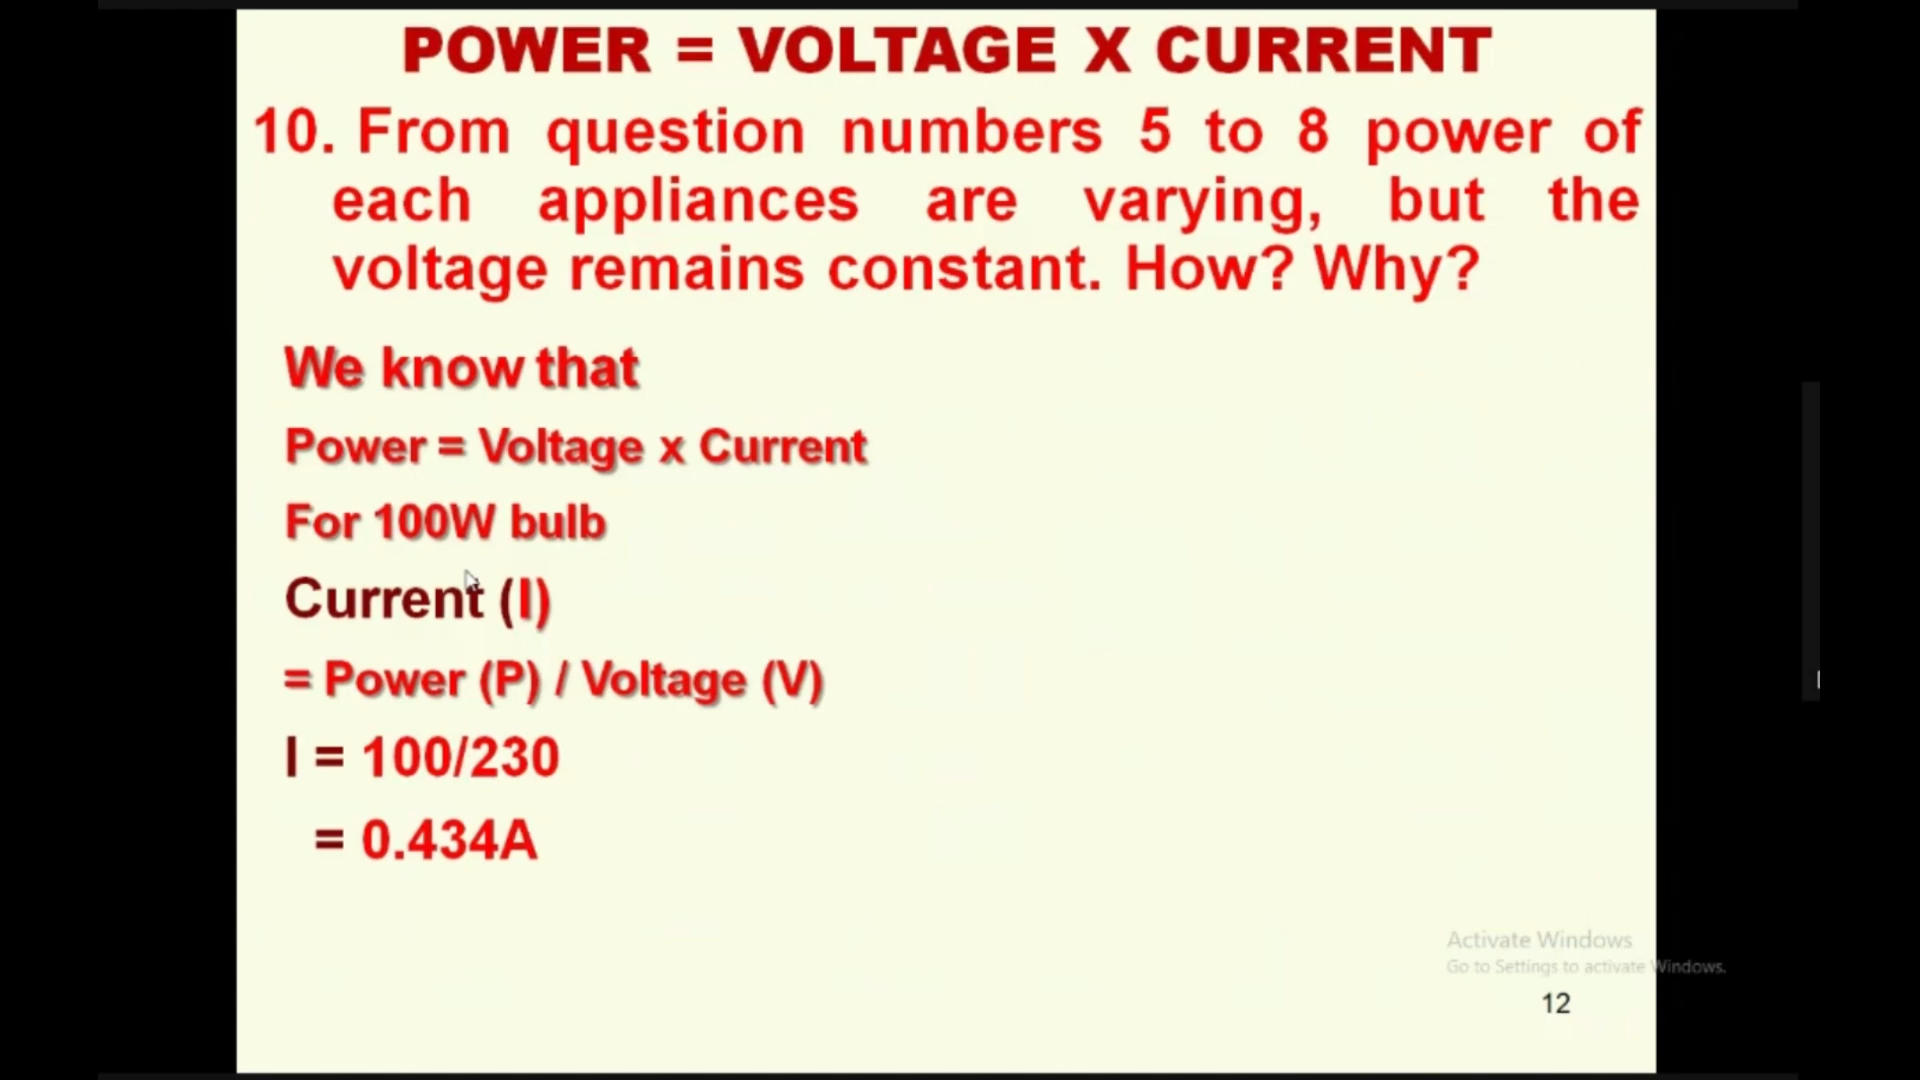 POWER = VOLTAGE X CURRENT
10. From question numbers 5 to 8 power of
each appliances are varying, but the
voltage remains constant. How? Why?
We know that
Power = Voltage x Current
For 100W bulb
Current (I)
= Power (P) / Voltage (V)
I = 100/230
= 0.434A
Activate Windows
Go to Settings to activate Windows.
12